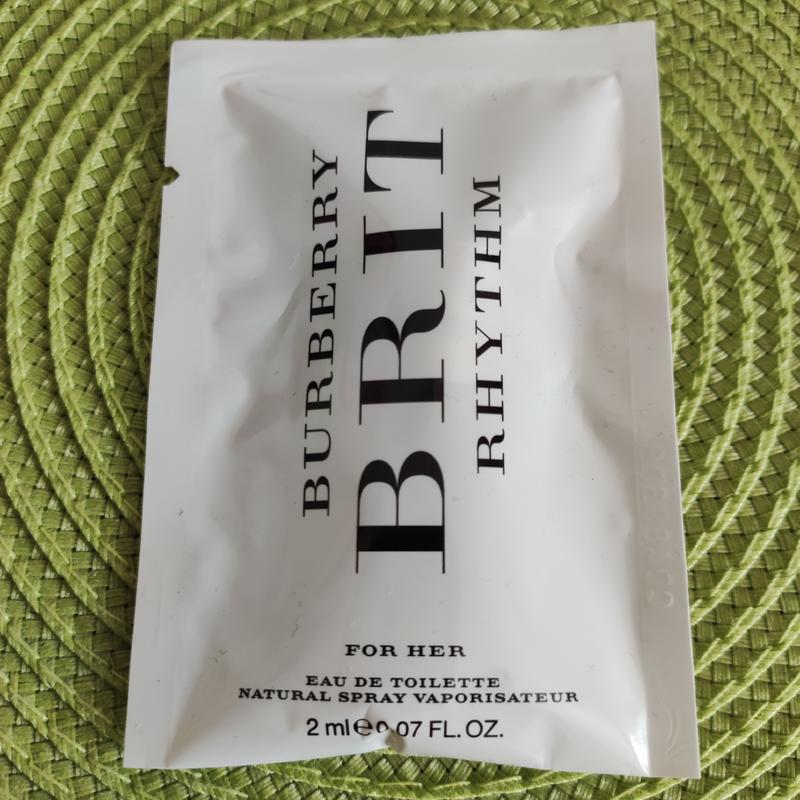 BURBERRY
BRIT
RHYTHM
FOR HER
EAU DE TOILETTE
NATURAL SPRAY VAPORISATEUR
2 ml ℮ 0.07 FL. OZ.